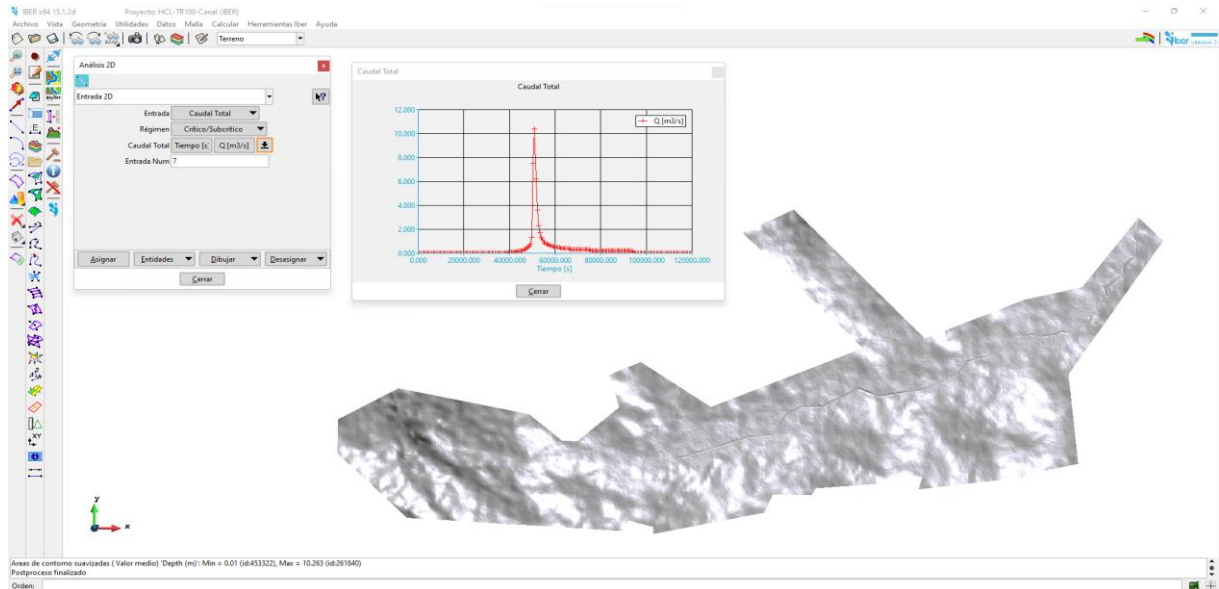 IBER x64 15.1.2d Proyecto: HCL-TR100-Canal (IBER)
Archivo Vista Geometría Utilidades Datos Malla Calcular Herramientas Iber Ayuda
Terreno
Iber VERSION 3
Análisis 2D
Entrada 2D
Entrada Caudal Total
Régimen Crítico/Subcrítico
Caudal Total Tiempo [s] Q [m3/s]
Entrada Num 7
Asignar Entidades Dibujar Desasignar
Cerrar
Caudal Total
Caudal Total
Q [m3/s]
12.000
10.000
8.000
6.000
4.000
2.000
0.000
0.000 20000.000 40000.000 60000.000 80000.000 100000.000 120000.000
Tiempo [s]
Cerrar
y
x
Areas de contorno suavizadas ( Valor medio) 'Depth (m)': Min = 0.01 (id:453322), Max = 10.263 (id:261840)
Postproceso finalizado
Orden: